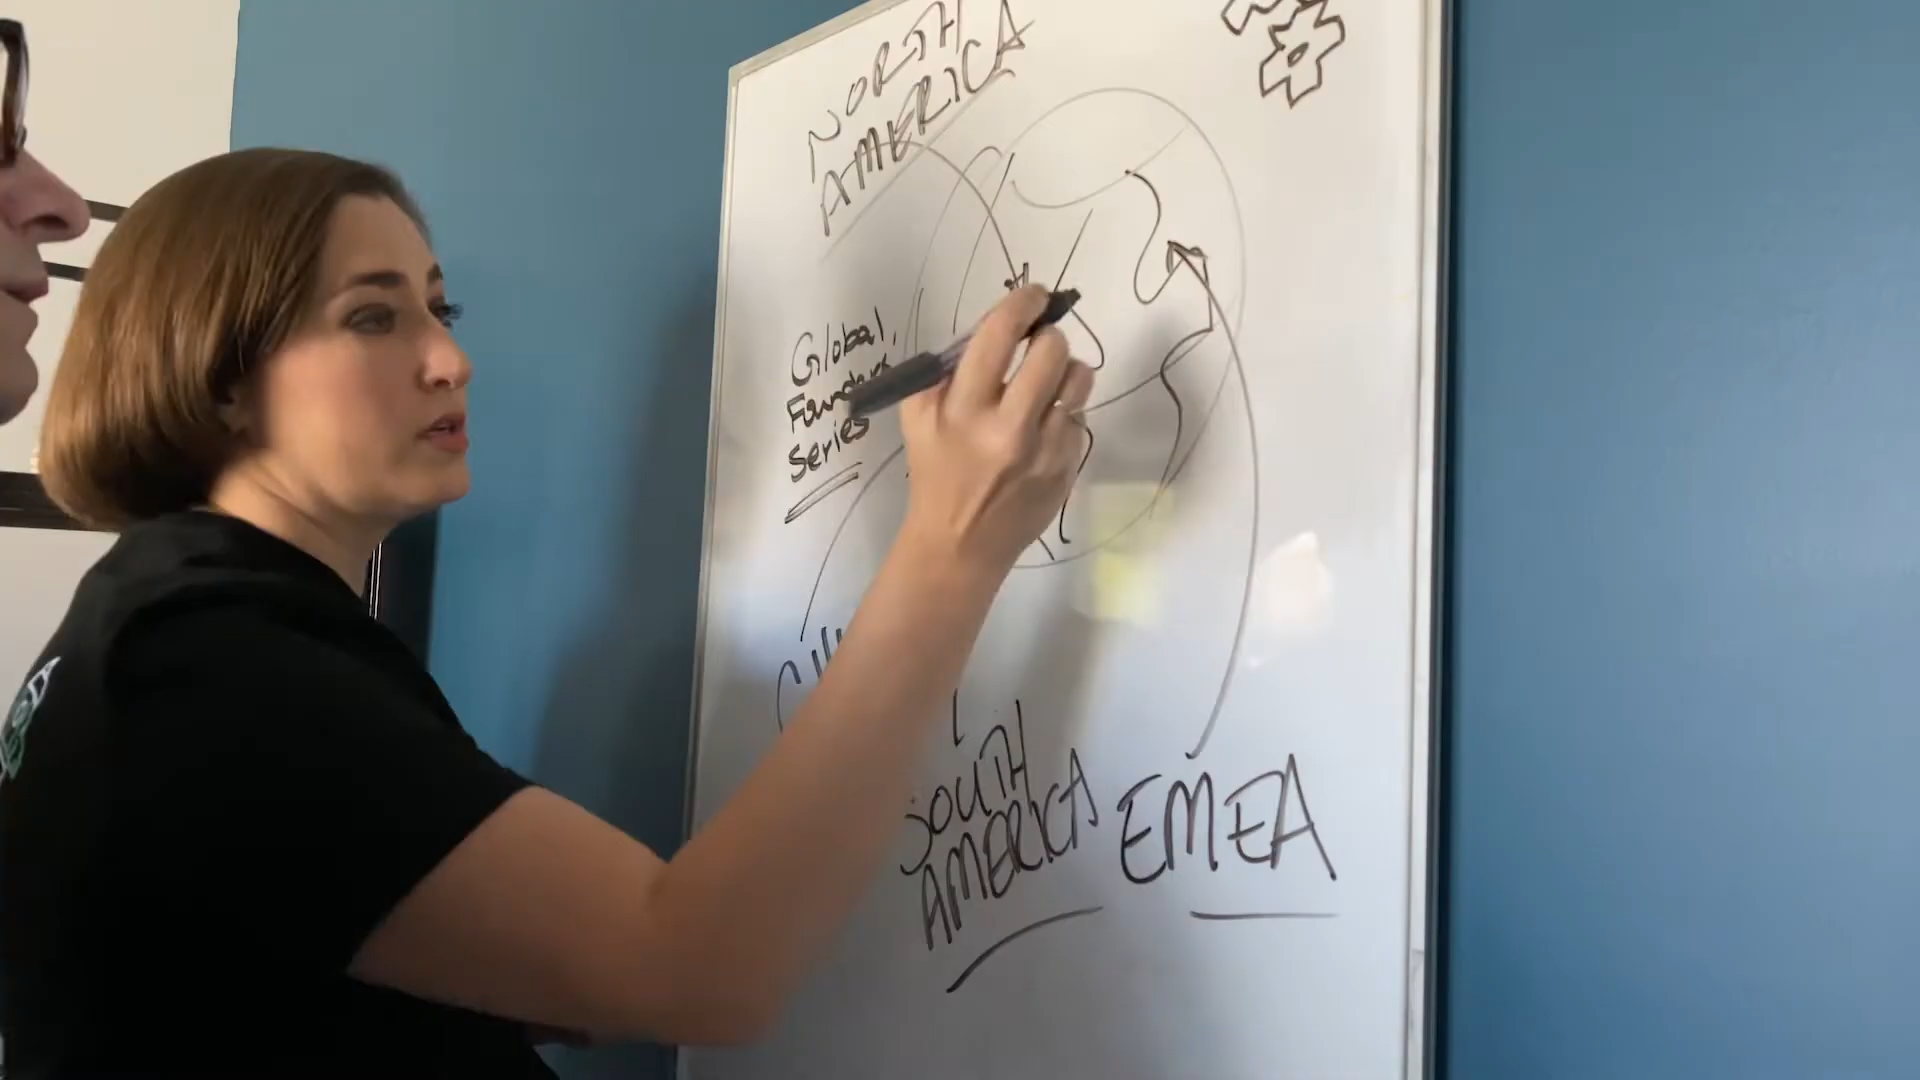 NORTH
AMERICA
Global
Founders
Series
SOUTH
AMERICA
EMEA